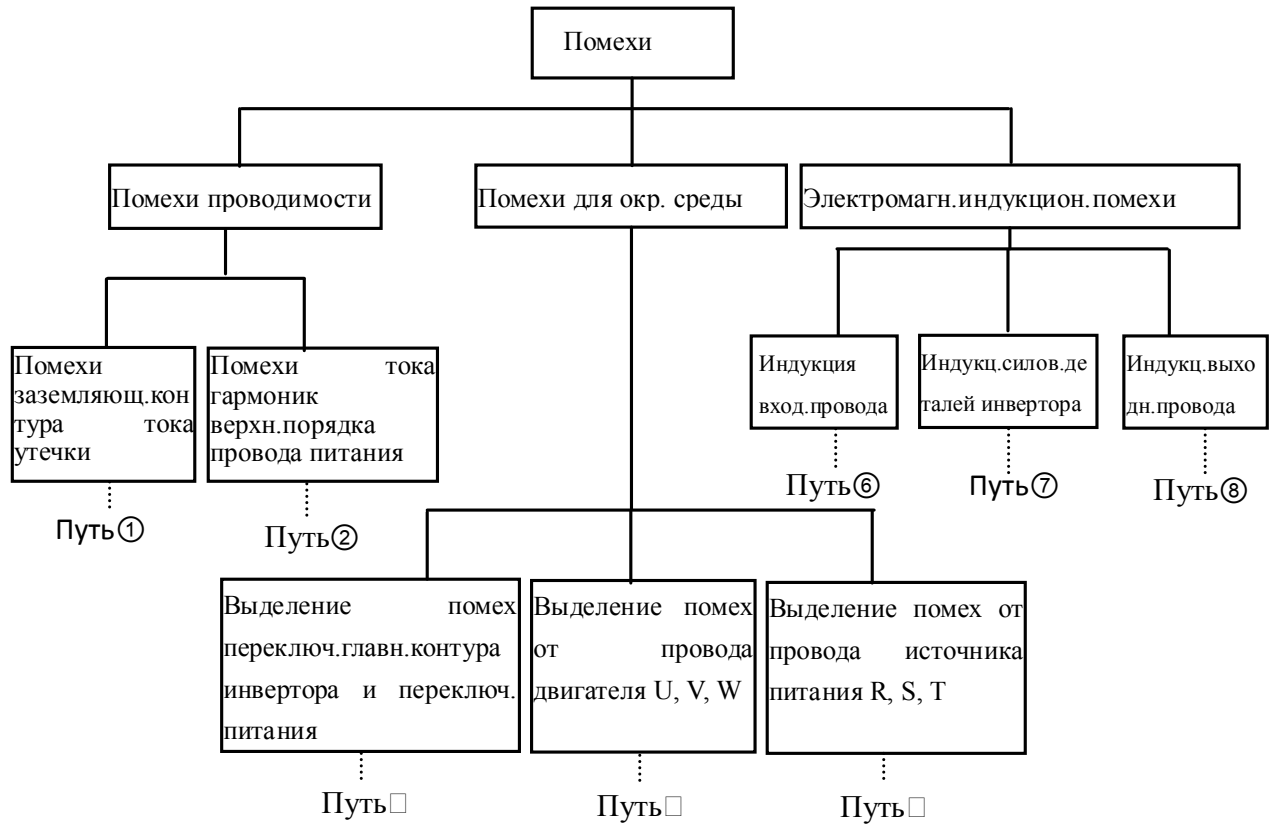 Помехи
Помехи проводимости
Помехи для окр. среды
Электромагн.индукцион.помехи
Помехи
заземляющ.кон
тура тока
утечки
Помехи тока
гармоник
верхн.порядка
провода питания
Индукция
вход.провода
Индукц.силов.де
талей инвертора
Индукц.выхо
дн.провода
Путь①
Путь②
Путь⑥
Путь⑦
Путь⑧
Выделение помех
переключ.главн.контура
инвертора и переключ.
питания
Выделение помех
от провода
двигателя U, V, W
Выделение помех от
провода источника
питания R, S, T
Путь□
Путь□
Путь□